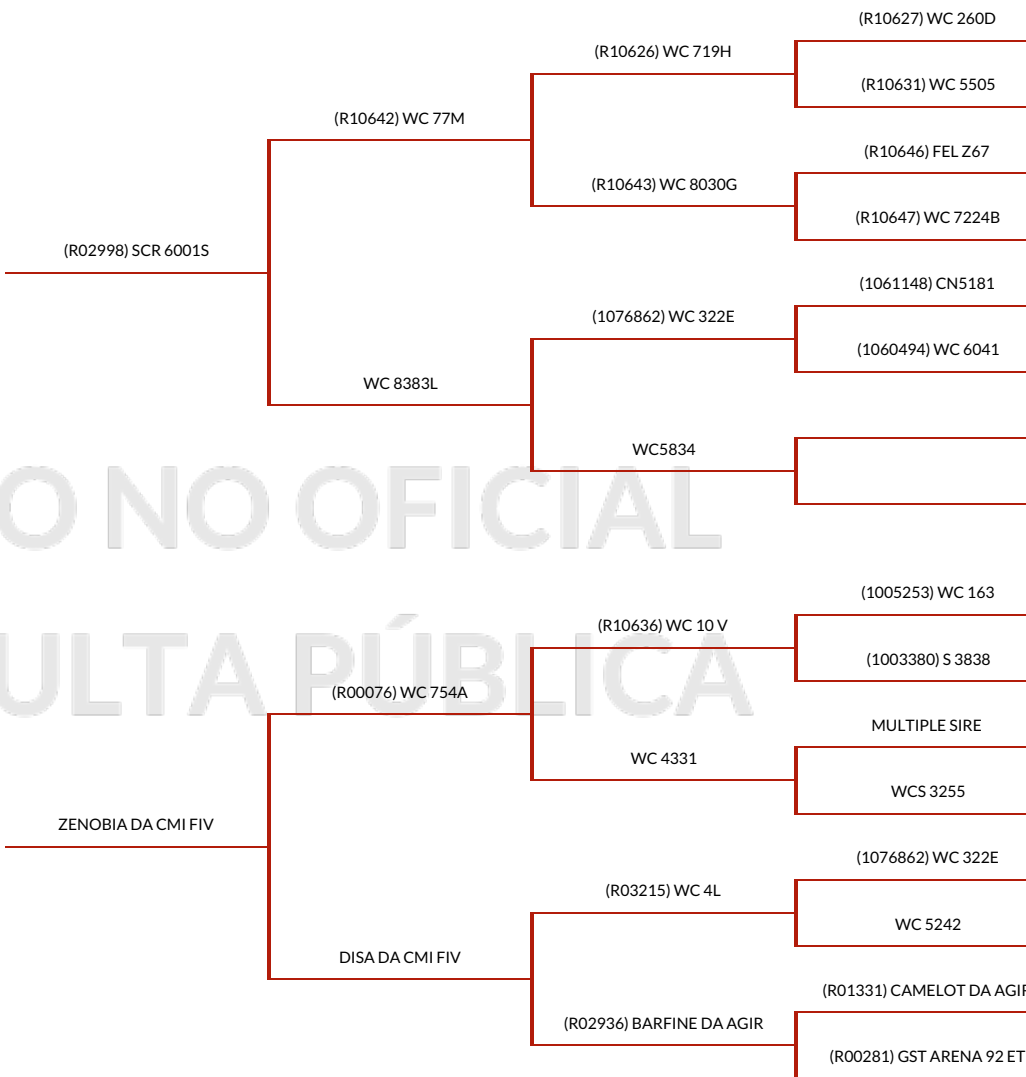 (R10627) WC 260D
(R10626) WC 719H
(R10631) WC 5505
(R10642) WC 77M
(R10646) FEL Z67
(R10643) WC 8030G
(R10647) WC 7224B
(R02998) SCR 6001S
(1061148) CN5181
(1076862) WC 322E
(1060494) WC 6041
WC 8383L
WC5834
O NO OFICIAL
(1005253) WC 163
(R10636) WC 10 V
(1003380) S 3838
ULTA PÚBLICA
(R00076) WC 754A
MULTIPLE SIRE
WC 4331
WCS 3255
ZENOBIA DA CMI FIV
(1076862) WC 322E
(R03215) WC 4L
WC 5242
DISA DA CMI FIV
(R01331) CAMELOT DA AGIR
(R02936) BARFINE DA AGIR
(R00281) GST ARENA 92 ET